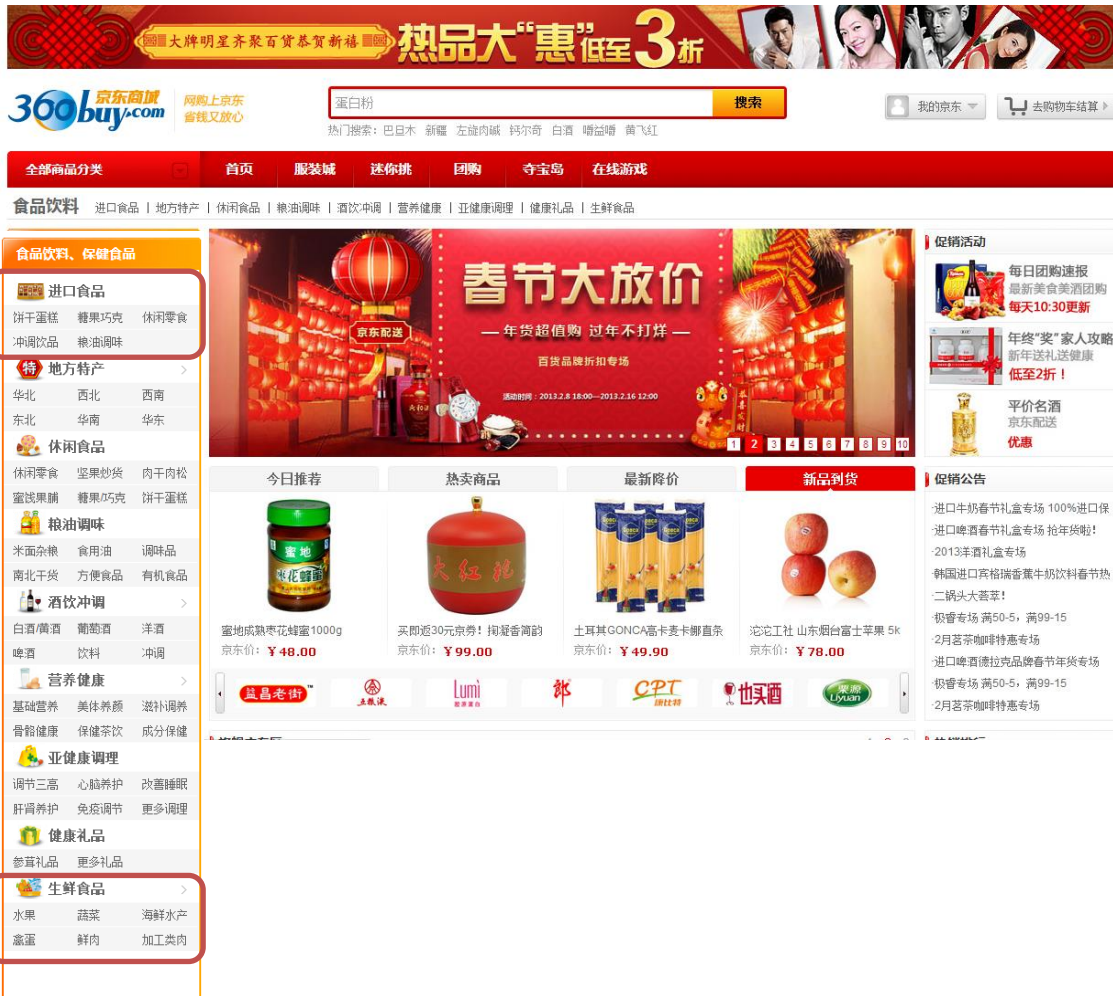 大牌明星齐聚百货恭贺新禧
热品大“惠”低至3折
360buy.com 京东商城
网购上京东
省钱又放心
蛋白粉
搜索
我的京东
去购物车结算
热门搜索：巴日木 新疆 左旋肉碱 钙尔奇 白酒 嚼益嚼 黄飞红
全部商品分类 首页 服装城 迷你挑 团购 夺宝岛 在线游戏
食品饮料 进口食品 | 地方特产 | 休闲食品 | 粮油调味 | 酒饮冲调 | 营养健康 | 亚健康调理 | 健康礼品 | 生鲜食品
食品饮料、保健食品
进口食品
饼干蛋糕 糖果巧克 休闲零食
冲调饮品 粮油调味
特 地方特产
华北 西北 西南
东北 华南 华东
休闲食品
休闲零食 坚果炒货 肉干肉松
蜜饯果脯 糖果/巧克 饼干蛋糕
粮油调味
米面杂粮 食用油 调味品
南北干货 方便食品 有机食品
酒饮冲调
白酒/黄酒 葡萄酒 洋酒
啤酒 饮料 冲调
营养健康
基础营养 美体养颜 滋补调养
骨骼健康 保健茶饮 成分保健
亚健康调理
调节三高 心脑养护 改善睡眠
肝肾养护 免疫调节 更多调理
健康礼品
参茸礼品 更多礼品
生鲜食品
水果 蔬菜 海鲜水产
禽蛋 鲜肉 加工类肉
春节大放价
年货超值购 过年不打烊
百货品牌折扣专场
活动时间：2013.2.8 18:00—2013.2.16 12:00
京东配送
恭喜发财
1 2 3 4 5 6 7 8 9 10
今日推荐 热卖商品 最新降价 新品到货
蜜地
枣花蜂蜜
大红袍
蜜地成熟枣花蜂蜜1000g
京东价：￥48.00
买即返30元京券！掬凝香简韵
京东价：￥99.00
土耳其GONCA高卡麦卡娜直条
京东价：￥49.90
沱沱工社 山东烟台富士苹果 5k
京东价：￥78.00
益昌老街
五粮液
Lumi
郎
CPT
康比特
也买酒
栗源
Liyuan
促销活动
每日团购速报
最新美食美酒团购
每天10:30更新
年终“奖”家人攻略
新年送礼送健康
低至2折！
平价名酒
京东配送
优惠
促销公告
·进口牛奶春节礼盒专场 100%进口保
·进口啤酒春节礼盒专场 抢年货啦！
·2013洋酒礼盒专场
·韩国进口宾格瑞香蕉牛奶饮料春节热
·二锅头大荟萃！
·极睿专场 满50-5，满99-15
·2月茗茶咖啡特惠专场
·进口啤酒德拉克品牌春节年货专场
·极睿专场 满50-5，满99-15
·2月茗茶咖啡特惠专场